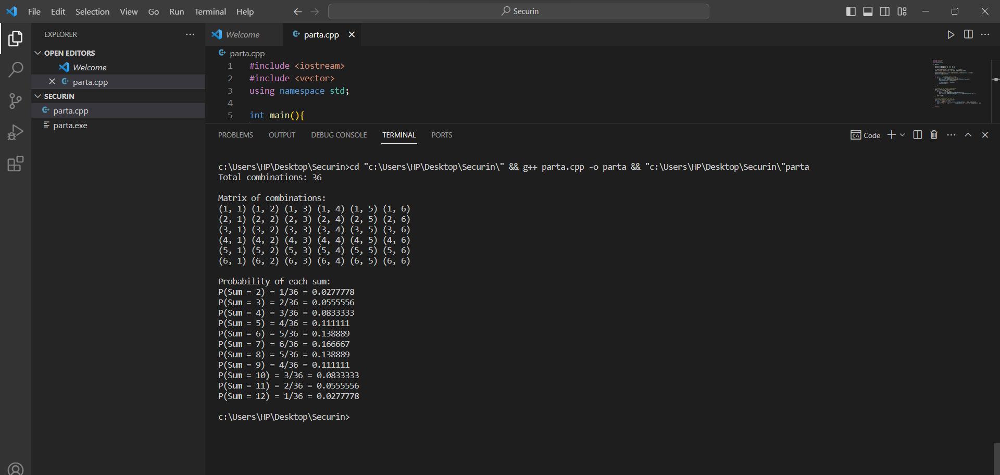 File Edit Selection View Go Run Terminal Help
Securin
EXPLORER
OPEN EDITORS
Welcome
parta.cpp
SECURIN
parta.cpp
parta.exe
Welcome
parta.cpp
parta.cpp
1 #include <iostream>
2 #include <vector>
3 using namespace std;
4
5 int main(){
PROBLEMS OUTPUT DEBUG CONSOLE TERMINAL PORTS
Code
c:\Users\HP\Desktop\Securin>cd "c:\Users\HP\Desktop\Securin\" && g++ parta.cpp -o parta && "c:\Users\HP\Desktop\Securin\"parta
Total combinations: 36
Matrix of combinations:
(1, 1) (1, 2) (1, 3) (1, 4) (1, 5) (1, 6)
(2, 1) (2, 2) (2, 3) (2, 4) (2, 5) (2, 6)
(3, 1) (3, 2) (3, 3) (3, 4) (3, 5) (3, 6)
(4, 1) (4, 2) (4, 3) (4, 4) (4, 5) (4, 6)
(5, 1) (5, 2) (5, 3) (5, 4) (5, 5) (5, 6)
(6, 1) (6, 2) (6, 3) (6, 4) (6, 5) (6, 6)
Probability of each sum:
P(Sum = 2) = 1/36 = 0.0277778
P(Sum = 3) = 2/36 = 0.0555556
P(Sum = 4) = 3/36 = 0.0833333
P(Sum = 5) = 4/36 = 0.111111
P(Sum = 6) = 5/36 = 0.138889
P(Sum = 7) = 6/36 = 0.166667
P(Sum = 8) = 5/36 = 0.138889
P(Sum = 9) = 4/36 = 0.111111
P(Sum = 10) = 3/36 = 0.0833333
P(Sum = 11) = 2/36 = 0.0555556
P(Sum = 12) = 1/36 = 0.0277778
c:\Users\HP\Desktop\Securin>